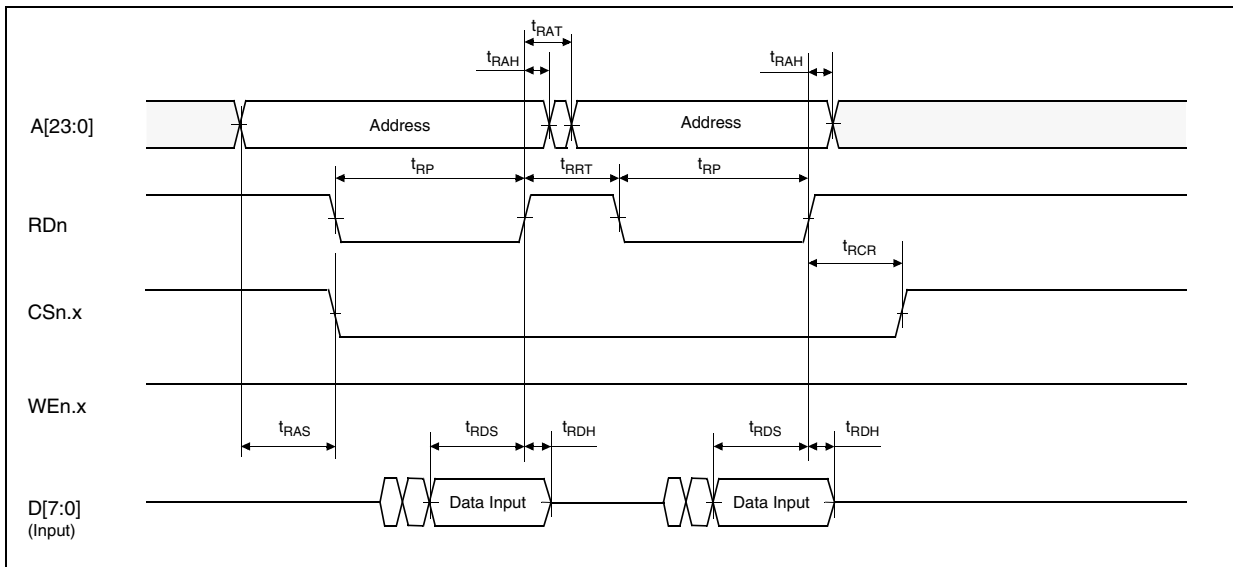 tRAT
tRAH
tRAH
A[23:0]
Address
Address
tRP
tRRT
tRP
RDn
tRCR
CSn.x
WEn.x
tRAS
tRDS
tRDH
tRDS
tRDH
D[7:0]
(Input)
Data Input
Data Input